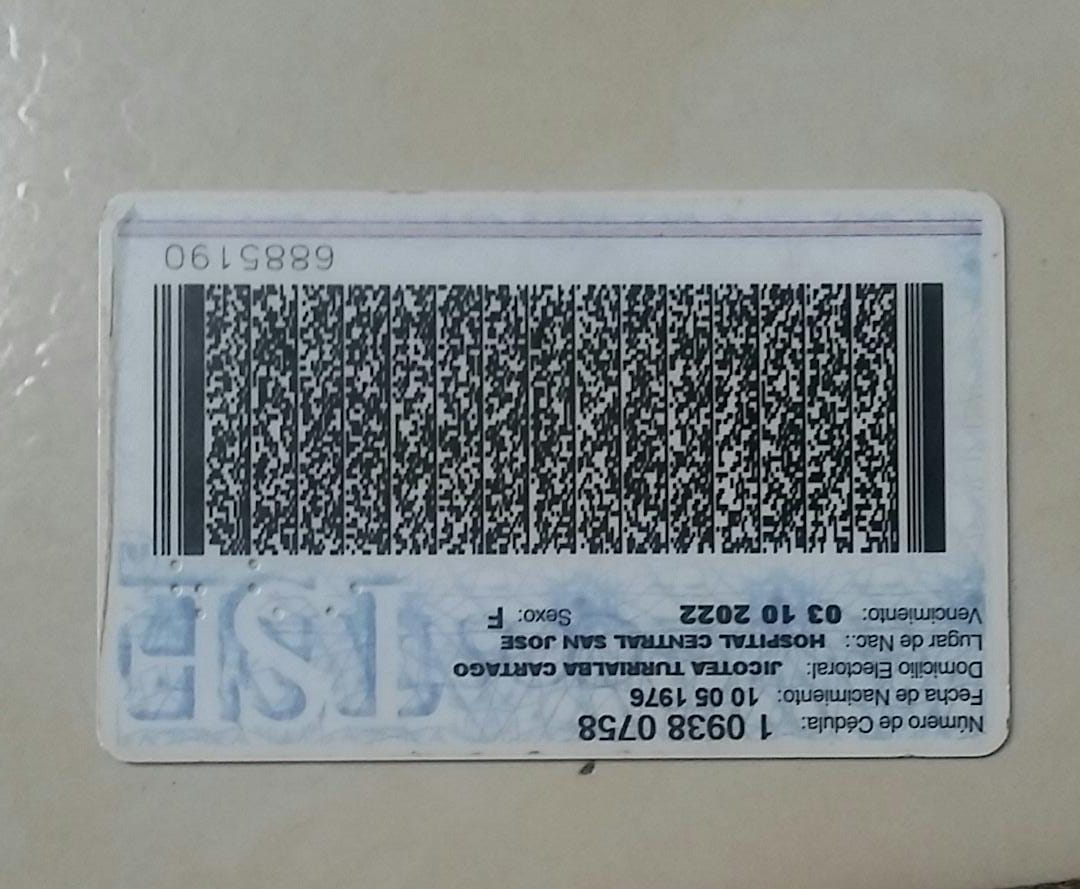 Número de Cédula: 1 0938 0758
Fecha de Nacimiento: 10 05 1976
Domicilio Electoral: JICOTEA TURRIALBA CARTAGO
Lugar de Nac.: HOSPITAL CENTRAL SAN JOSE
Vencimiento: 03 10 2022 Sexo: F
TSE
6885190